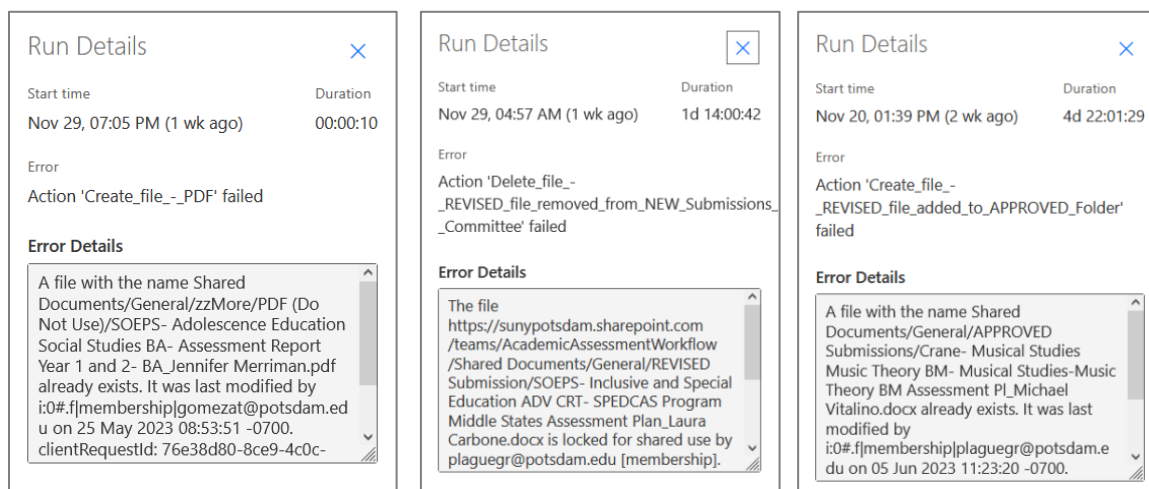 Run Details
Start time Duration
Nov 29, 07:05 PM (1 wk ago) 00:00:10
Error
Action 'Create_file_-_PDF' failed
Error Details
A file with the name Shared
Documents/General/zzMore/PDF (Do
Not Use)/SOEPS- Adolescence Education
Social Studies BA- Assessment Report
Year 1 and 2- BA_Jennifer Merriman.pdf
already exists. It was last modified by
i:0#.f|membership|gomezat@potsdam.ed
u on 25 May 2023 08:53:51 -0700.
clientRequestId: 76e38d80-8ce9-4c0c-
Run Details
Start time Duration
Nov 29, 04:57 AM (1 wk ago) 1d 14:00:42
Error
Action 'Delete_file_-
_REVISED_file_removed_from_NEW_Submissions_
_Committee' failed
Error Details
The file
https://sunypotsdam.sharepoint.com
/teams/AcademicAssessmentWorkflow
/Shared Documents/General/REVISED
Submission/SOEPS- Inclusive and Special
Education ADV CRT- SPEDCAS Program
Middle States Assessment Plan_Laura
Carbone.docx is locked for shared use by
plaguegr@potsdam.edu [membership].
Run Details
Start time Duration
Nov 20, 01:39 PM (2 wk ago) 4d 22:01:29
Error
Action 'Create_file_-
_REVISED_file_added_to_APPROVED_Folder'
failed
Error Details
A file with the name Shared
Documents/General/APPROVED
Submissions/Crane- Musical Studies
Music Theory BM- Musical Studies-Music
Theory BM Assessment Pl_Michael
Vitalino.docx already exists. It was last
modified by
i:0#.f|membership|plaguegr@potsdam.e
du on 05 Jun 2023 11:23:20 -0700.